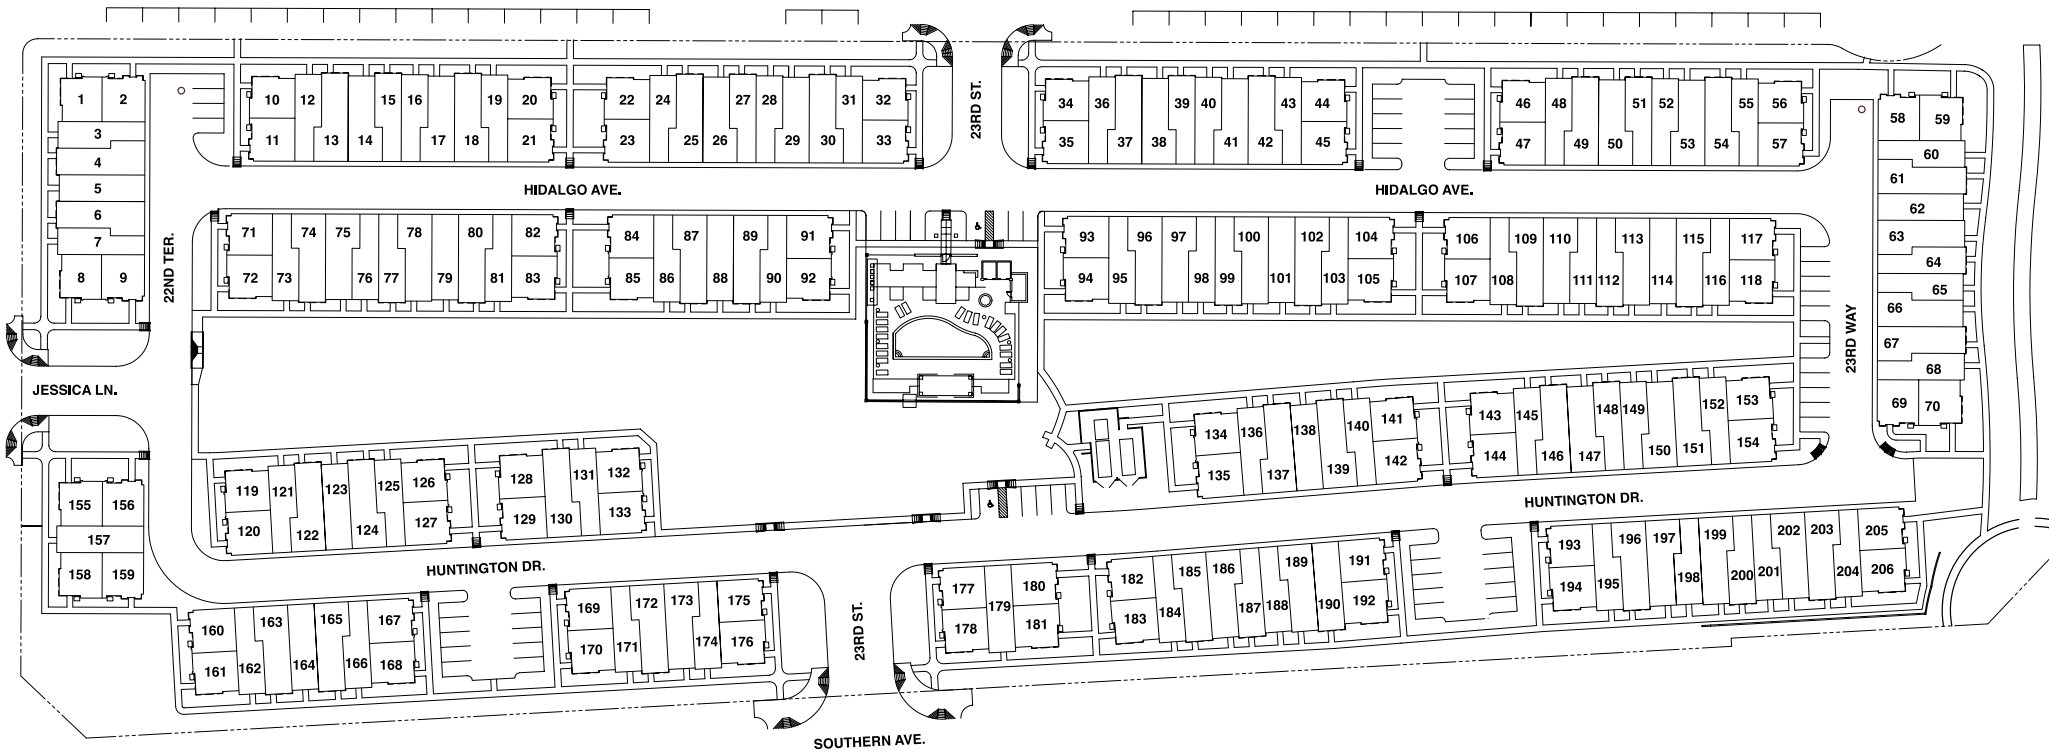 1 2
3
4
5
6
7
8 9
22ND TER.
10 12 15 16 19 20
11 13 14 17 18 21
22 24 27 28 31 32
23 25 26 29 30 33
23RD ST.
34 36 39 40 43 44
35 37 38 41 42 45
46 48 51 52 55 56
47 49 50 53 54 57
HIDALGO AVE.
HIDALGO AVE.
58 59
60
61
62
63
64
65
66
67
68
69 70
23RD WAY
71 74 75 78 80 82
72 73 76 77 79 81 83
84 87 89 91
85 86 88 90 92
93 96 97 100 102 104
94 95 98 99 101 103 105
106 109 110 113 115 117
107 108 111 112 114 116 118
JESSICA LN.
119 121 123 125 126
120 122 124 127
128 131 132
129 130 133
134 136 138 140 141
135 137 139 142
143 145 148 149 152 153
144 146 147 150 151 154
HUNTINGTON DR.
155 156
157
158 159
HUNTINGTON DR.
160 163 165 167
161 162 164 166 168
169 172 173 175
170 171 174 176
23RD ST.
177 179 180
178 181
182 185 186 189 191
183 184 187 188 190 192
193 196 197 199 202 203 205
194 195 198 200 201 204 206
SOUTHERN AVE.